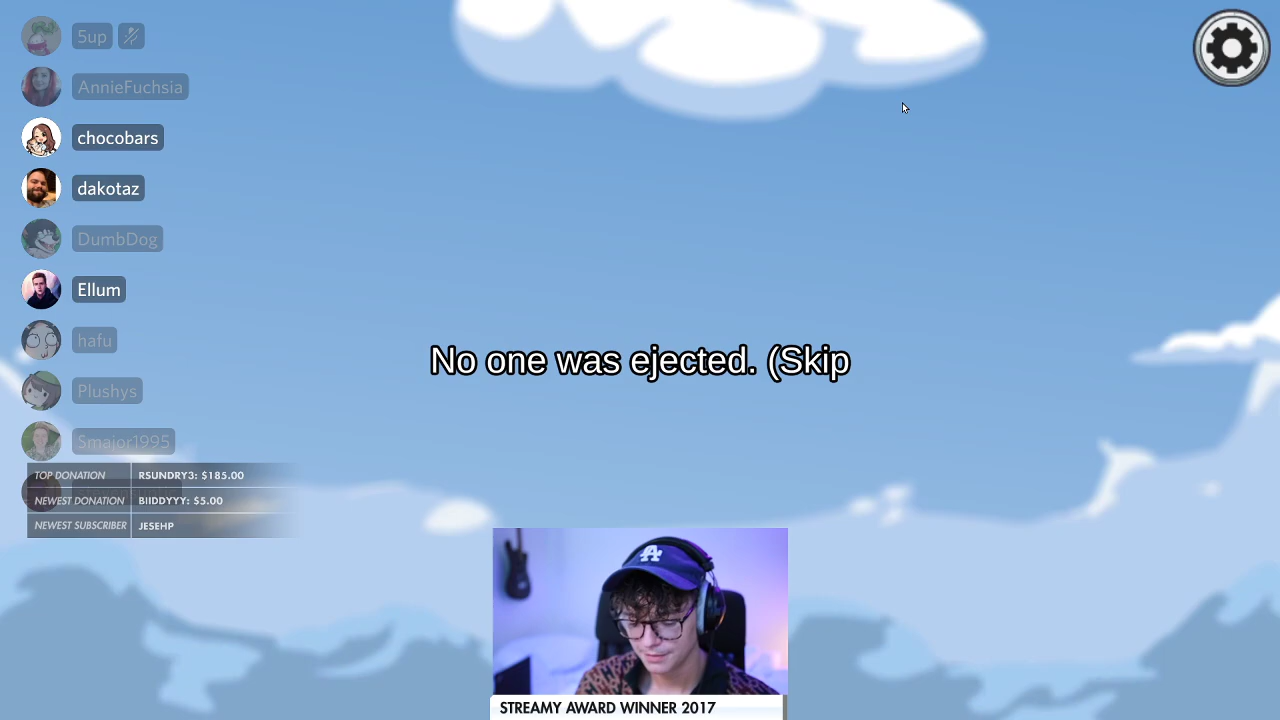 5up
AnnieFuchsia
chocobars
dakotaz
DumbDog
Ellum
hafu
Plushys
Smajor1995
No one was ejected. (Skip
TOP DONATION RSUNDRY3: $185.00
NEWEST DONATION BIIDDYYY: $5.00
NEWEST SUBSCRIBER JESEHP
A
STREAMY AWARD WINNER 2017